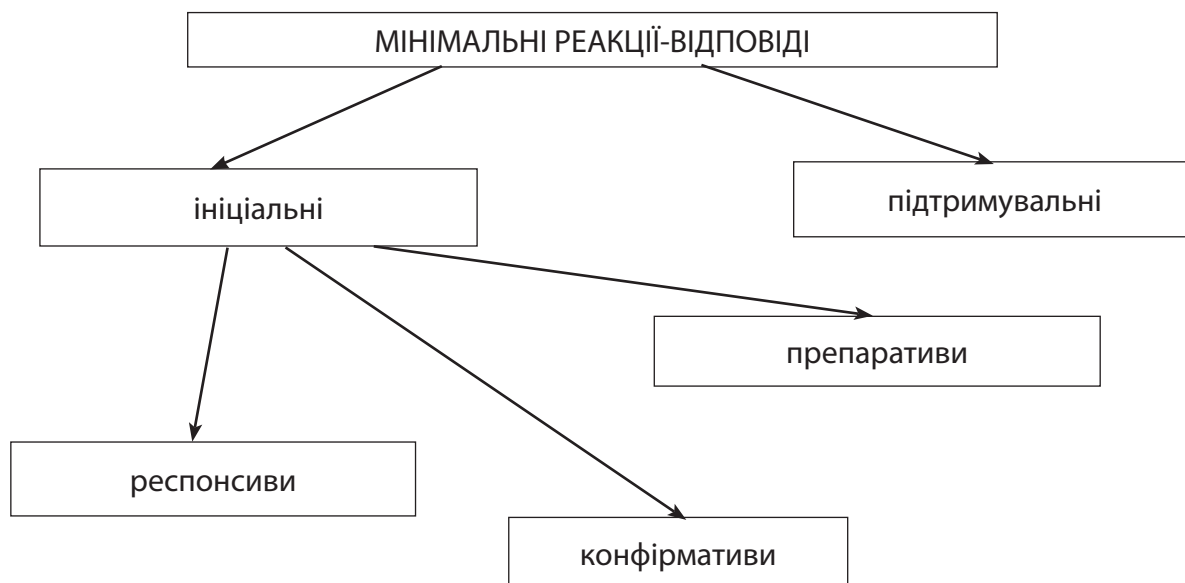 МІНІМАЛЬНІ РЕАКЦІЇ-ВІДПОВІДІ
ініціальні
підтримувальні
препаративи
респонсиви
конфірмативи